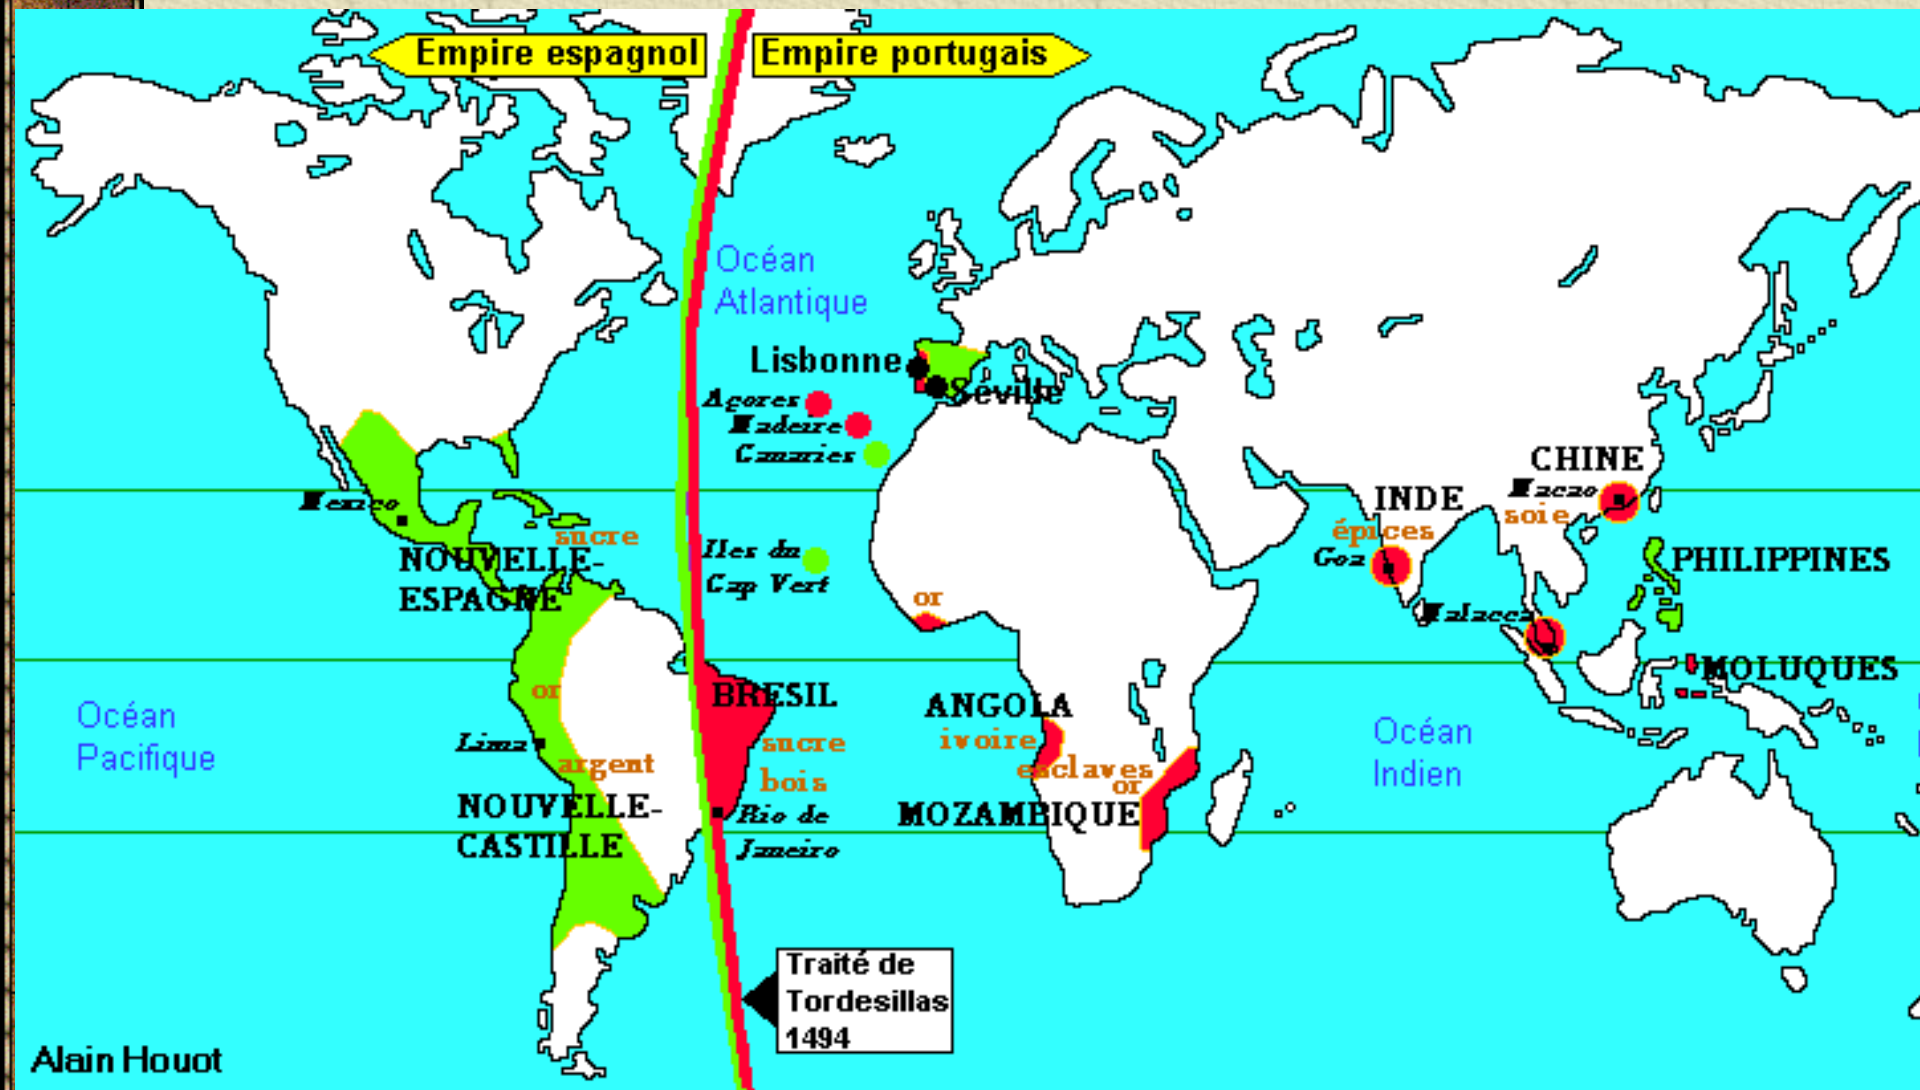 Empire espagnol
Empire portugais
Océan
Atlantique
Lisbonne
Séville
Açores
Madeire
Canaries
CHINE
Macao
soie
INDE
épices
Goa
Mexico
sucre
NOUVELLE-
ESPAGNE
Iles du
Cap Vert
PHILIPPINES
or
Malacca
MOLUQUES
or
BRESIL
ANGOLA
ivoire
Océan
Pacifique
Lima
argent
sucre
bois
esclaves
or
Océan
Indien
NOUVELLE-
CASTILLE
Rio de
Janeiro
MOZAMBIQUE
Traité de
Tordesillas
1494
Alain Houot